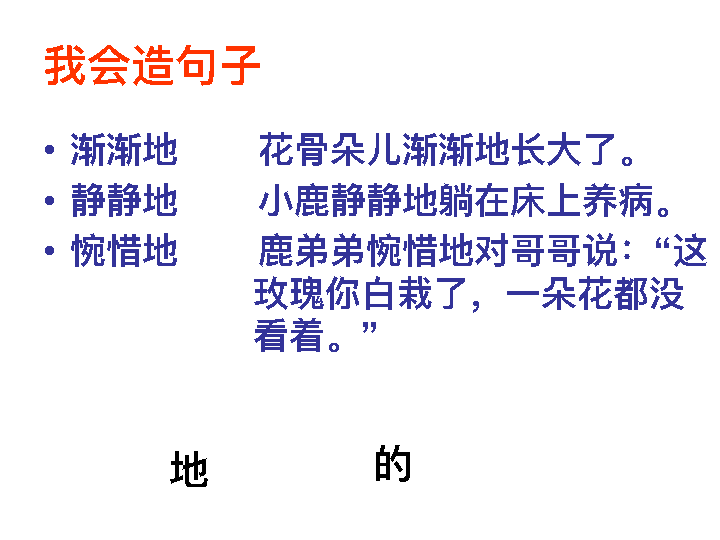 我会造句子
• 渐渐地 花骨朵儿渐渐地长大了。
• 静静地 小鹿静静地躺在床上养病。
• 惋惜地 鹿弟弟惋惜地对哥哥说：“这
玫瑰你白栽了，一朵花都没
看着。”
地 的